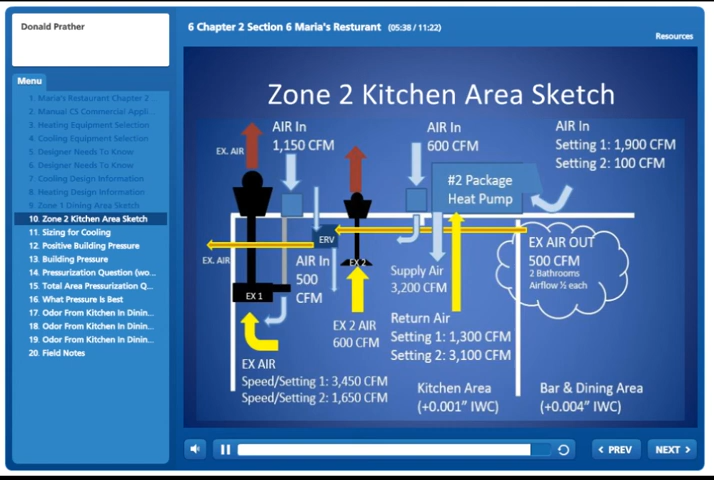 Donald Prather
6 Chapter 2 Section 6 Maria's Resturant (05:38 / 11:22)
Resources
Menu
1. Maria's Restaurant Chapter 2 ...
2. Manual CS Commercial Appli...
3. Heating Equipment Selection
4. Cooling Equipment Selection
5. Designer Needs To Know
6. Designer Needs To Know
7. Cooling Design Information
8. Heating Design Information
9. Zone 1 Dining Area Sketch
10. Zone 2 Kitchen Area Sketch
11. Sizing for Cooling
12. Positive Building Pressure
13. Building Pressure
14. Pressurization Question (wo...
15. Total Area Pressurization Q...
16. What Pressure Is Best
17. Odor From Kitchen In Dinin...
18. Odor From Kitchen In Dinin...
19. Odor From Kitchen In Dinin...
20. Field Notes
Zone 2 Kitchen Area Sketch
EX. AIR
AIR In
1,150 CFM
AIR In
600 CFM
AIR In
Setting 1: 1,900 CFM
Setting 2: 100 CFM
#2 Package
Heat Pump
ERV
EX. AIR
AIR In
500
CFM
EX 2
EX 1
EX 2 AIR
600 CFM
Supply Air
3,200 CFM
Return Air
Setting 1: 1,300 CFM
Setting 2: 3,100 CFM
EX AIR OUT
500 CFM
2 Bathrooms
Airflow ½ each
EX AIR
Speed/Setting 1: 3,450 CFM
Speed/Setting 2: 1,650 CFM
Kitchen Area
(+0.001" IWC)
Bar & Dining Area
(+0.004" IWC)
< PREV
NEXT >